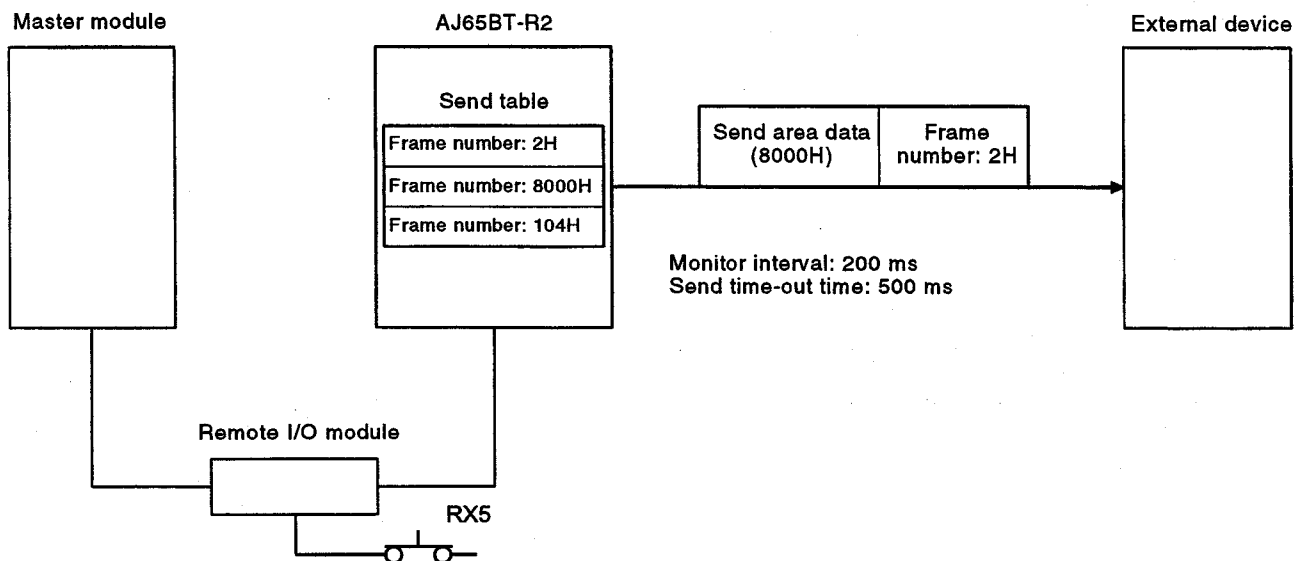 Master module
AJ65BT-R2
External device
Send table
Frame number: 2H
Frame number: 8000H
Frame number: 104H
Send area data
(8000H)
Frame
number: 2H
Monitor interval: 200 ms
Send time-out time: 500 ms
Remote I/O module
RX5